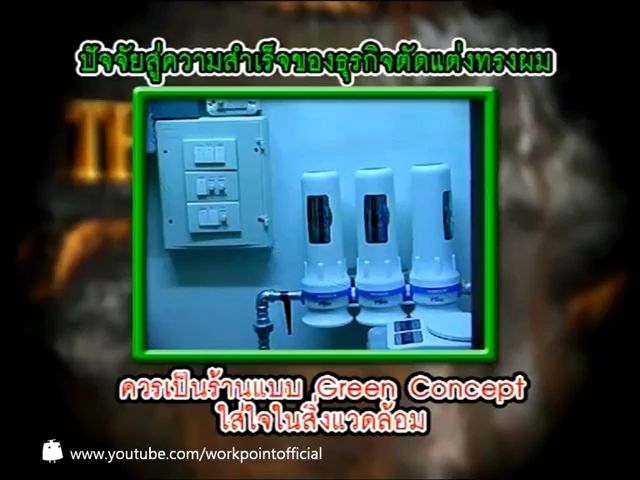 ปัจจัยสู่ความสำเร็จของธุรกิจตัดแต่งทรงผม
ควรเป็นร้านแบบ Green Concept
ใส่ใจในสิ่งแวดล้อม
www.youtube.com/workpointofficial